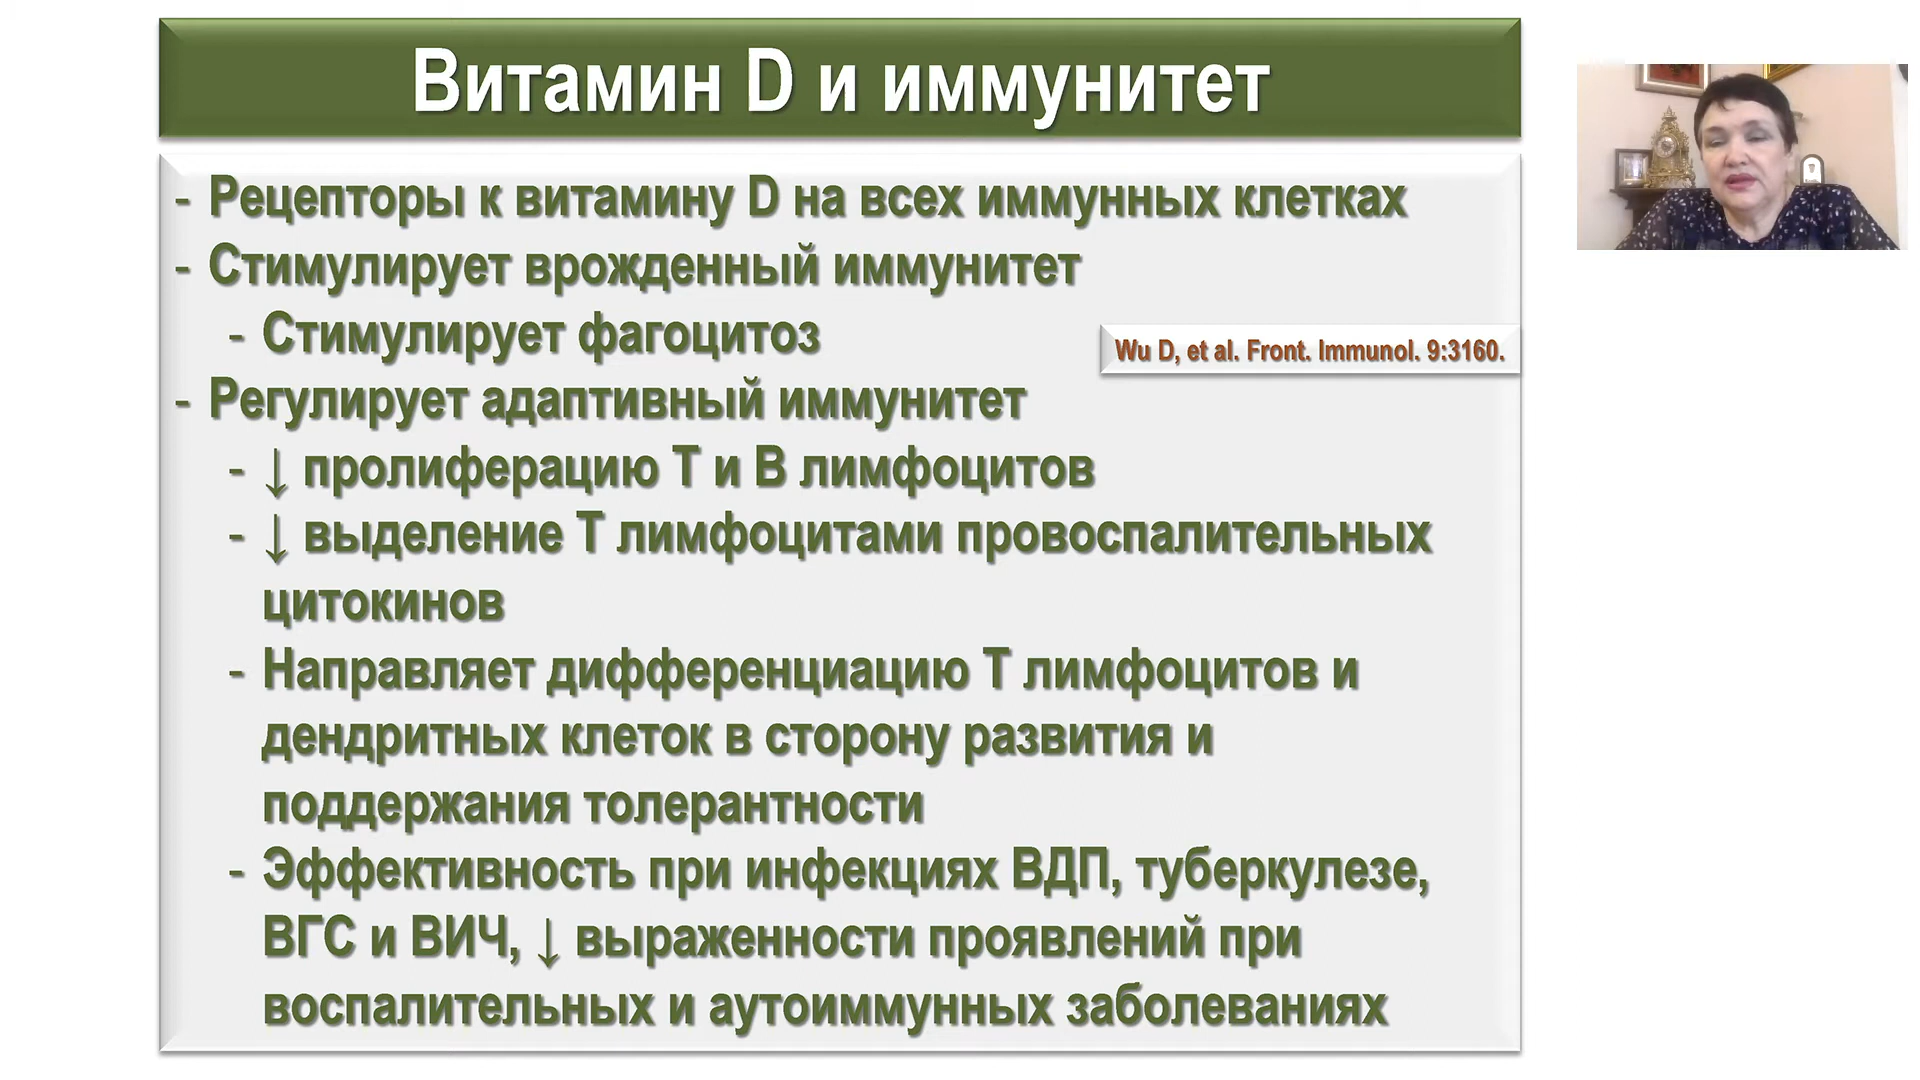 Витамин D и иммунитет
- Рецепторы к витамину D на всех иммунных клетках
- Стимулирует врожденный иммунитет
- Стимулирует фагоцитоз
Wu D, et al. Front. Immunol. 9:3160.
- Регулирует адаптивный иммунитет
- ↓ пролиферацию Т и В лимфоцитов
- ↓ выделение Т лимфоцитами провоспалительных
цитокинов
- Направляет дифференциацию Т лимфоцитов и
дендритных клеток в сторону развития и
поддержания толерантности
- Эффективность при инфекциях ВДП, туберкулезе,
ВГС и ВИЧ, ↓ выраженности проявлений при
воспалительных и аутоиммунных заболеваниях